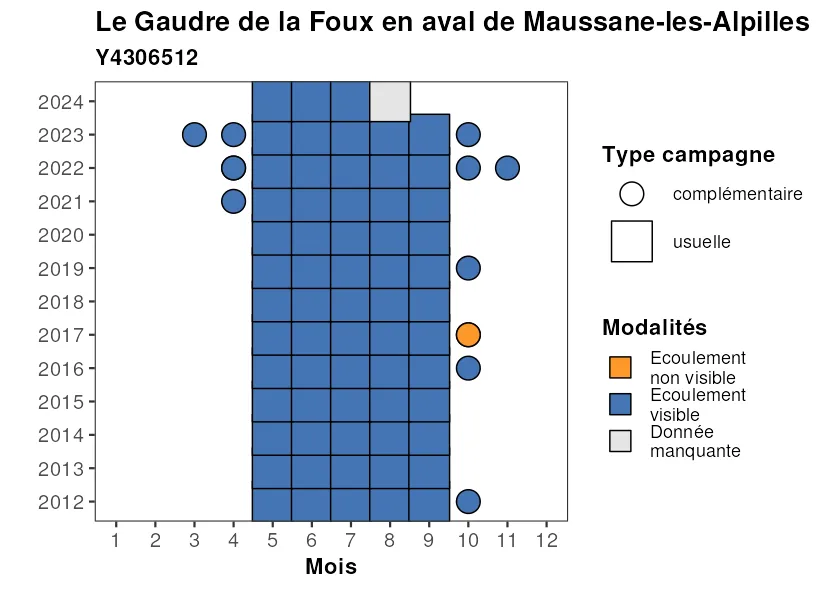 Le Gaudre de la Foux en aval de Maussane-les-Alpilles
Y4306512
2024
2023
2022
2021
2020
2019
2018
2017
2016
2015
2014
2013
2012
1 2 3 4 5 6 7 8 9 10 11 12
Mois
Type campagne
complémentaire
usuelle
Modalités
Ecoulement
non visible
Ecoulement
visible
Donnée
manquante